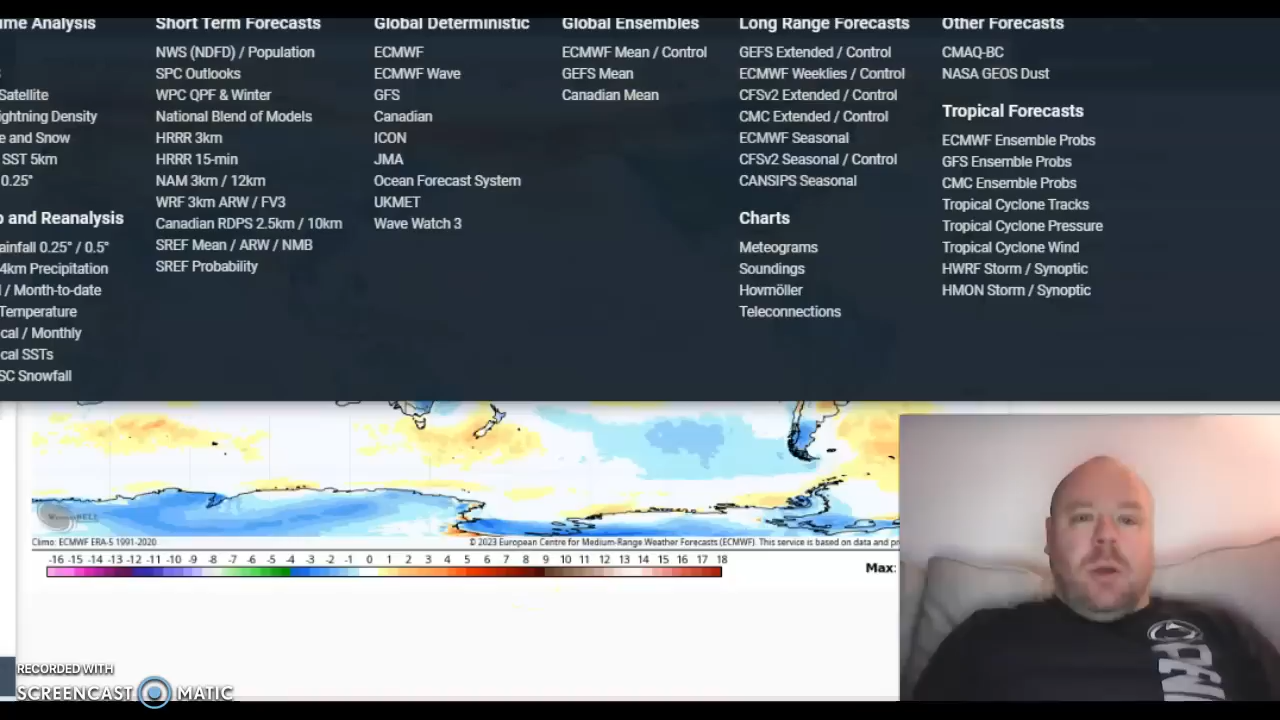 ime Analysis
Satellite
ightning Density
e and Snow
SST 5km
0.25°
o and Reanalysis
ainfall 0.25° / 0.5°
4km Precipitation
/ Month-to-date
Temperature
cal / Monthly
cal SSTs
SC Snowfall
Short Term Forecasts
NWS (NDFD) / Population
SPC Outlooks
WPC QPF & Winter
National Blend of Models
HRRR 3km
HRRR 15-min
NAM 3km / 12km
WRF 3km ARW / FV3
Canadian RDPS 2.5km / 10km
SREF Mean / ARW / NMB
SREF Probability
Global Deterministic
ECMWF
ECMWF Wave
GFS
Canadian
ICON
JMA
Ocean Forecast System
UKMET
Wave Watch 3
Global Ensembles
ECMWF Mean / Control
GEFS Mean
Canadian Mean
Long Range Forecasts
GEFS Extended / Control
ECMWF Weeklies / Control
CFSv2 Extended / Control
CMC Extended / Control
ECMWF Seasonal
CFSv2 Seasonal / Control
CANSIPS Seasonal
Charts
Meteograms
Soundings
Hovmöller
Teleconnections
Other Forecasts
CMAQ-BC
NASA GEOS Dust
Tropical Forecasts
ECMWF Ensemble Probs
GFS Ensemble Probs
CMC Ensemble Probs
Tropical Cyclone Tracks
Tropical Cyclone Pressure
Tropical Cyclone Wind
HWRF Storm / Synoptic
HMON Storm / Synoptic
Climo: ECMWF ERA-5 1991-2020
© 2023 European Centre for Medium-Range Weather Forecasts (ECMWF). This service is based on data and pr
-16 -15 -14 -13 -12 -11 -10 -9 -8 -7 -6 -5 -4 -3 -2 -1 0 1 2 3 4 5 6 7 8 9 10 11 12 13 14 15 16 17 18
Max:
RECORDED WITH
SCREENCAST MATIC